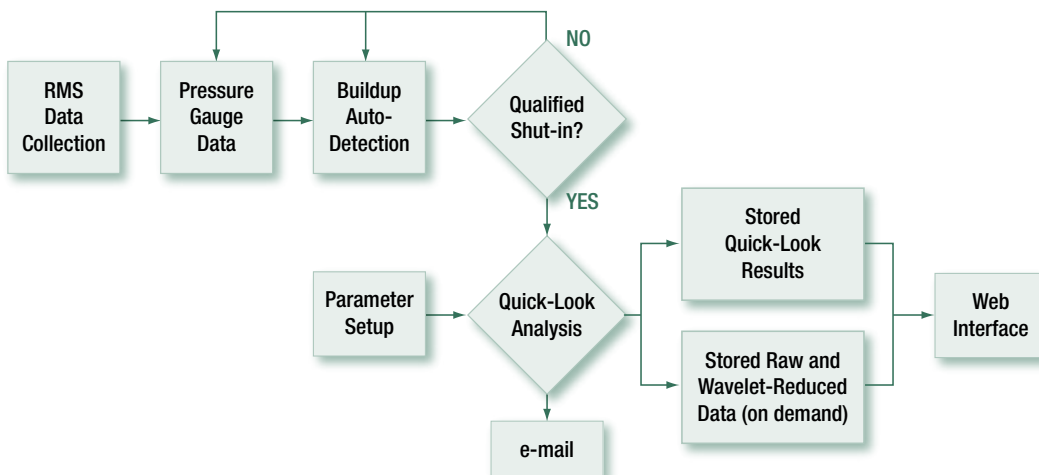 NO
RMS
Data
Collection
Pressure
Gauge
Data
Buildup
Auto-
Detection
Qualified
Shut-in?
YES
Parameter
Setup
Quick-Look
Analysis
Stored
Quick-Look
Results
Stored Raw and
Wavelet-Reduced
Data (on demand)
Web
Interface
e-mail